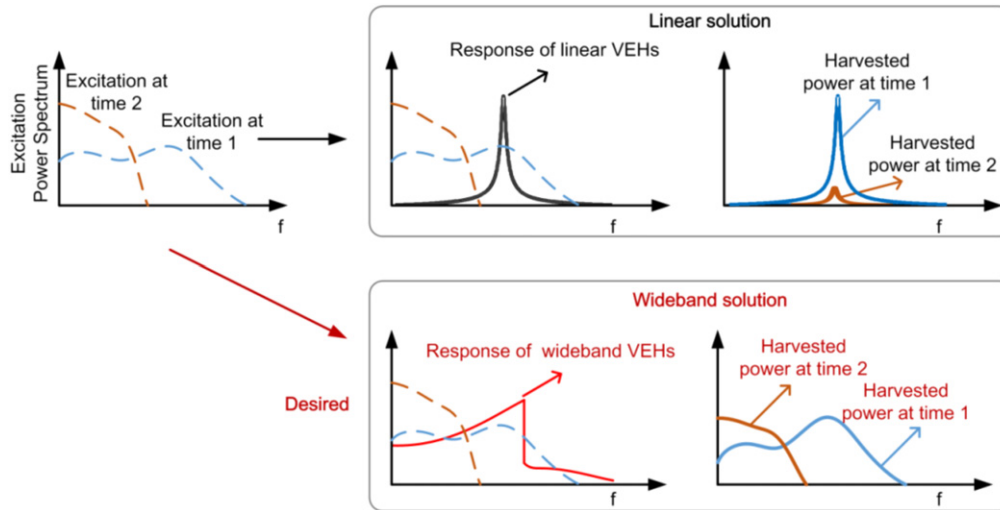 Linear solution
Excitation
Power Spectrum
Excitation at
time 2
Excitation at
time 1
f
Response of linear VEHs
f
Harvested
power at time 1
Harvested
power at time 2
f
Desired
Wideband solution
Response of wideband VEHs
f
Harvested
power at time 2
Harvested
power at time 1
f